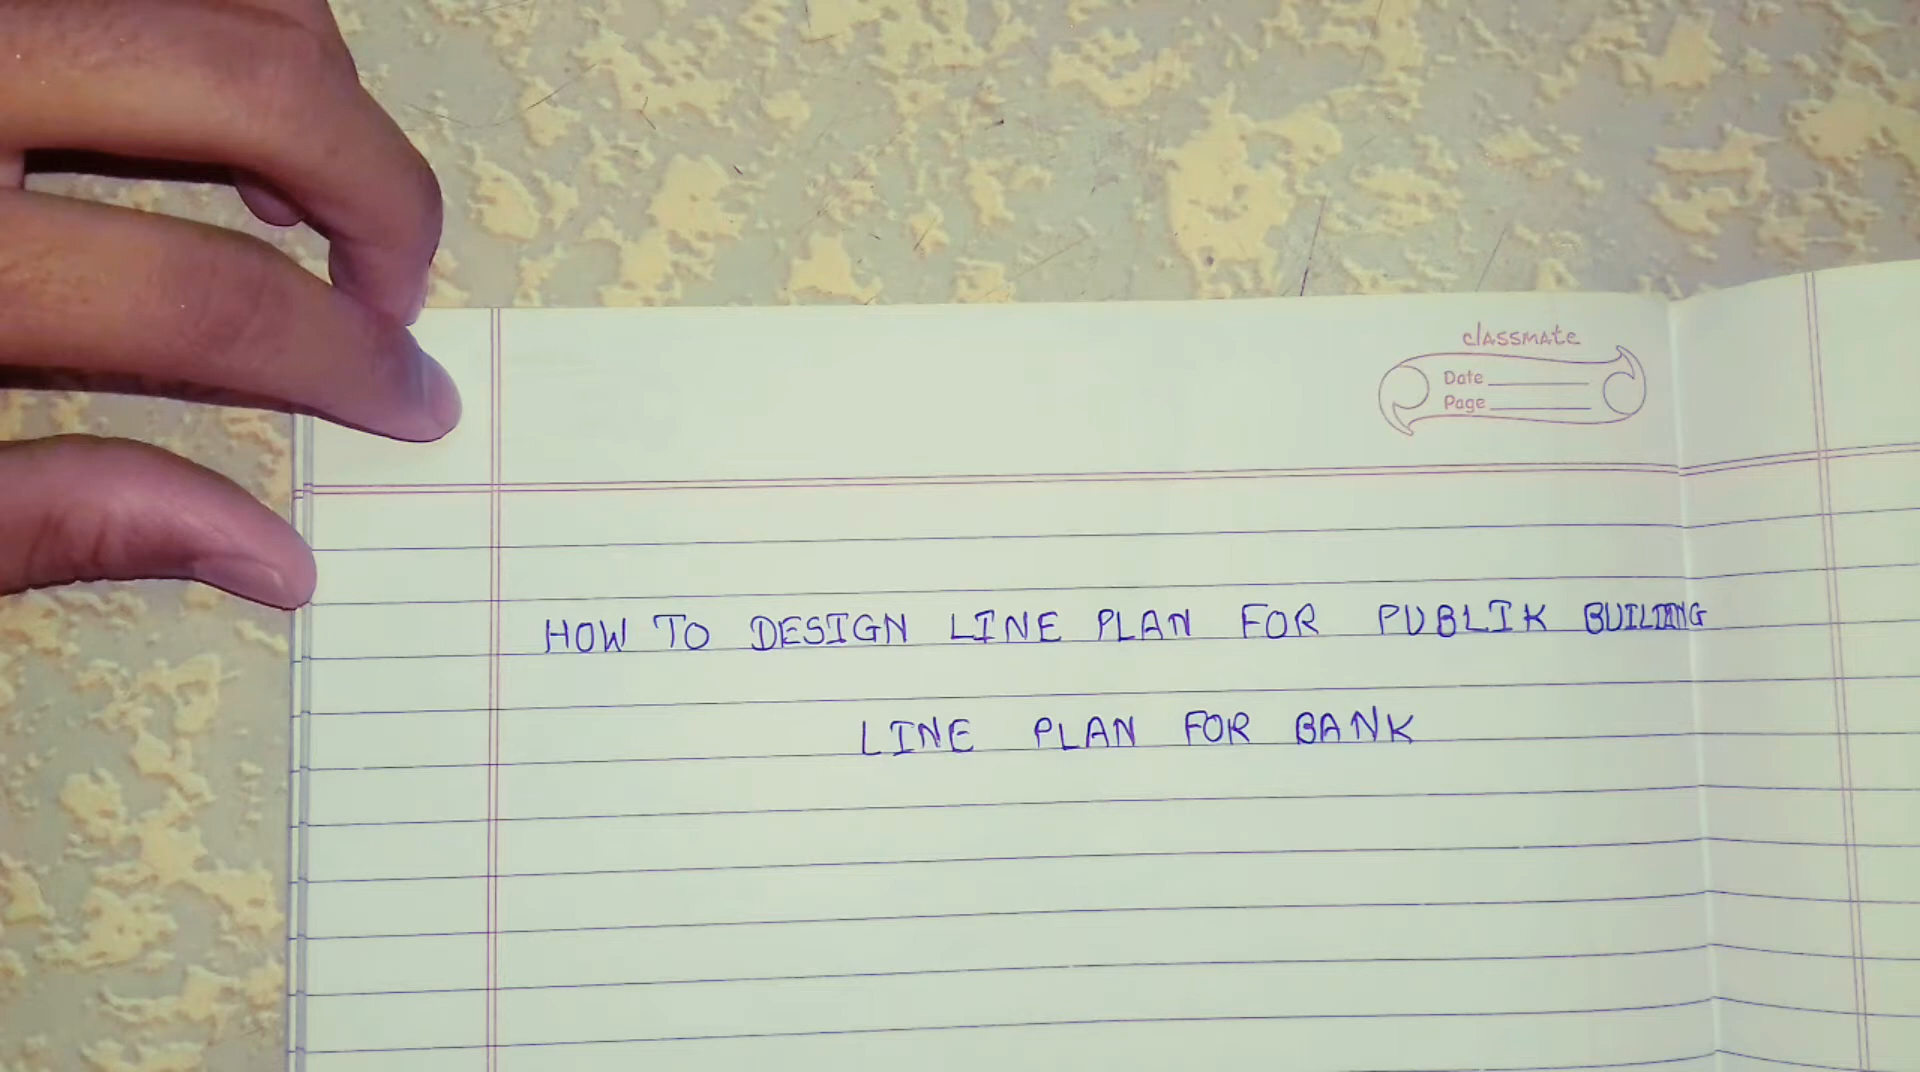 classmate
Date
Page
HOW TO DESIGN LINE PLAN FOR PUBLIK BUILDING
LINE PLAN FOR BANK